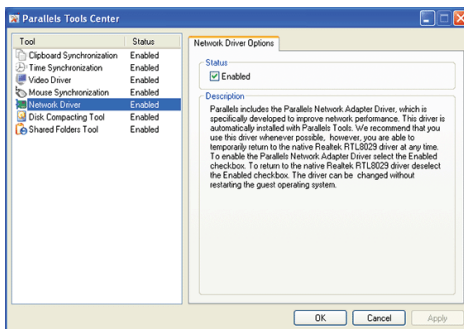 Parallels Tools Center
Tool Status
Clipboard Synchronization Enabled
Time Synchronization Enabled
Video Driver Enabled
Mouse Synchronization Enabled
Network Driver Enabled
Disk Compacting Tool Enabled
Shared Folders Tool Enabled
Network Driver Options
Status
Enabled
Description
Parallels includes the Parallels Network Adapter Driver, which is
specifically developed to improve network performance. This driver is
automatically installed with Parallels Tools. We recommend that you
use this driver whenever possible, however, you are able to
temporarily return to the native Realtek RTL8029 driver at any time.
To enable the Parallels Network Adapter Driver select the Enabled
checkbox. To return to the native Realtek RTL8029 driver deselect
the Enabled checkbox. The driver can be changed without
restarting the guest operating system.
OK Cancel Apply